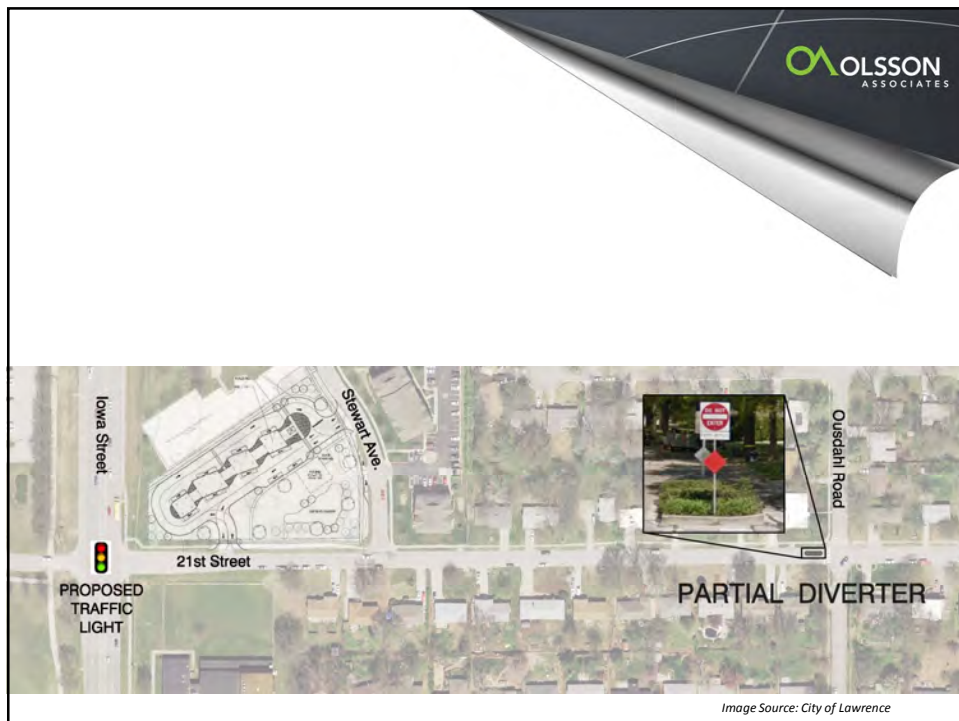 OLSSON
ASSOCIATES
Iowa Street
Stewart Ave.
DO NOT
ENTER
Ousdahl Road
21st Street
PROPOSED
TRAFFIC
LIGHT
PARTIAL DIVERTER
Image Source: City of Lawrence